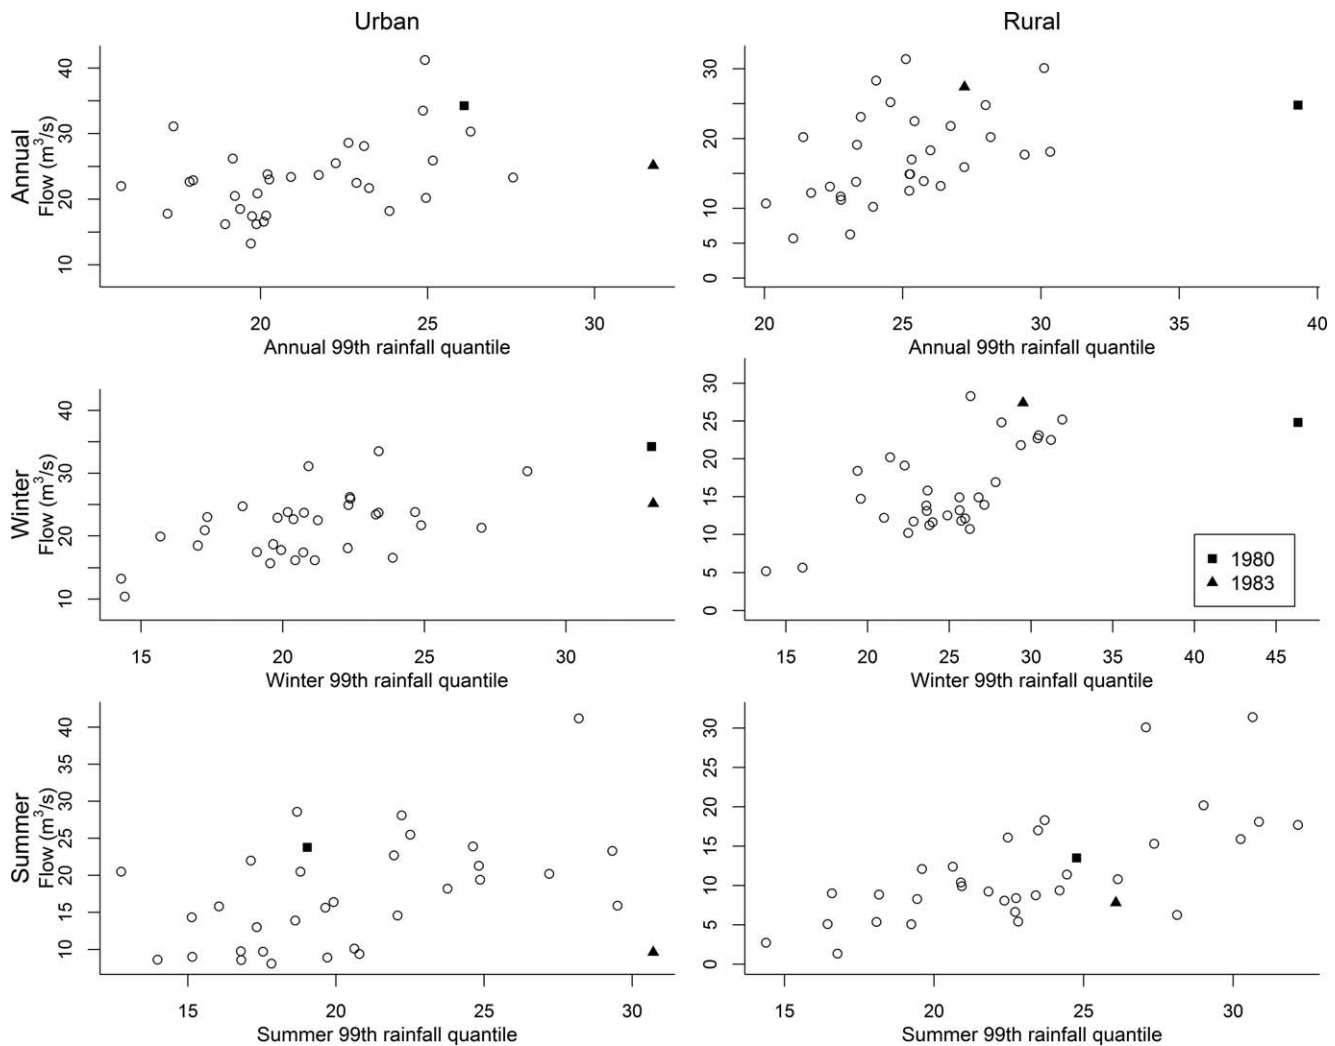 Urban
Rural
Annual
Flow (m³/s)
10 20 30 40
20 25 30
Annual 99th rainfall quantile
0 5 10 20 30
20 25 30 35 40
Annual 99th rainfall quantile
Winter
Flow (m³/s)
10 20 30 40
15 20 25 30
Winter 99th rainfall quantile
0 5 10 15 20 25 30
15 20 25 30 35 40 45
Winter 99th rainfall quantile
1980
1983
Summer
Flow (m³/s)
10 15 20 25 30 35 40
15 20 25 30
Summer 99th rainfall quantile
0 5 10 15 20 25 30
15 20 25 30
Summer 99th rainfall quantile